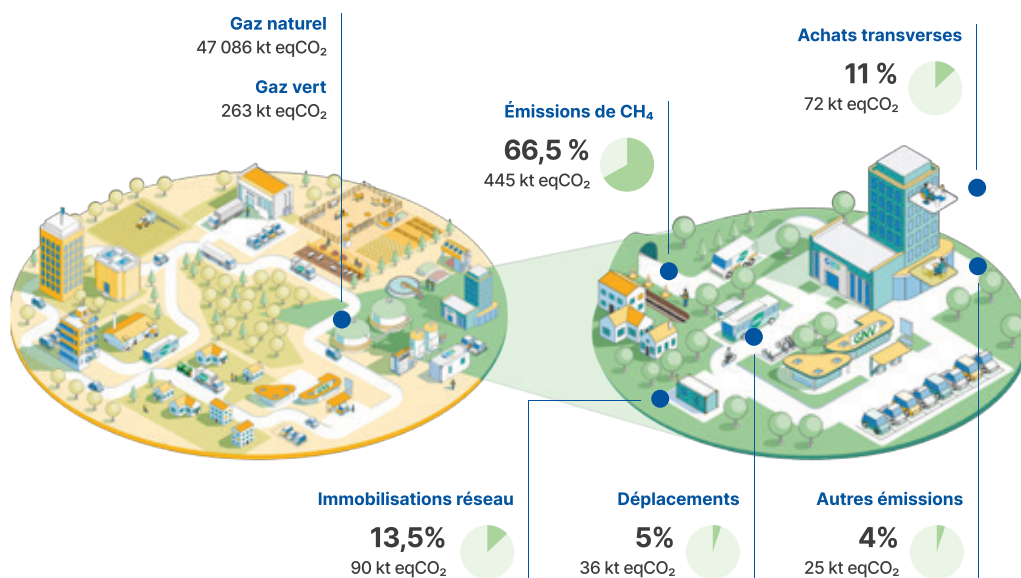 Gaz naturel
47 086 kt eqCO₂
Gaz vert
263 kt eqCO₂
Émissions de CH₄
66,5 %
445 kt eqCO₂
Achats transverses
11 %
72 kt eqCO₂
GNV
Immobilisations réseau
13,5%
90 kt eqCO₂
Déplacements
5%
36 kt eqCO₂
Autres émissions
4%
25 kt eqCO₂